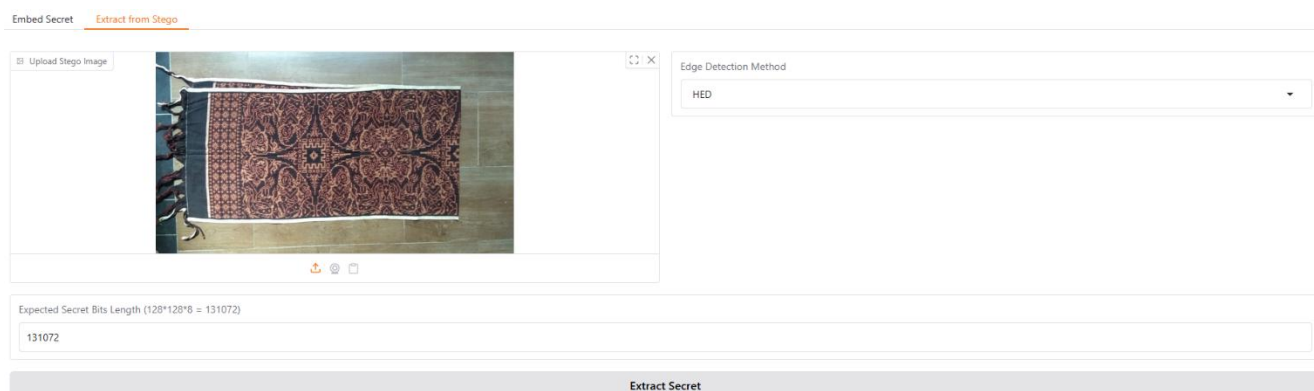 Embed Secret
Extract from Stego
Upload Stego Image
Edge Detection Method
HED
Expected Secret Bits Length (128*128*8 = 131072)
131072
Extract Secret